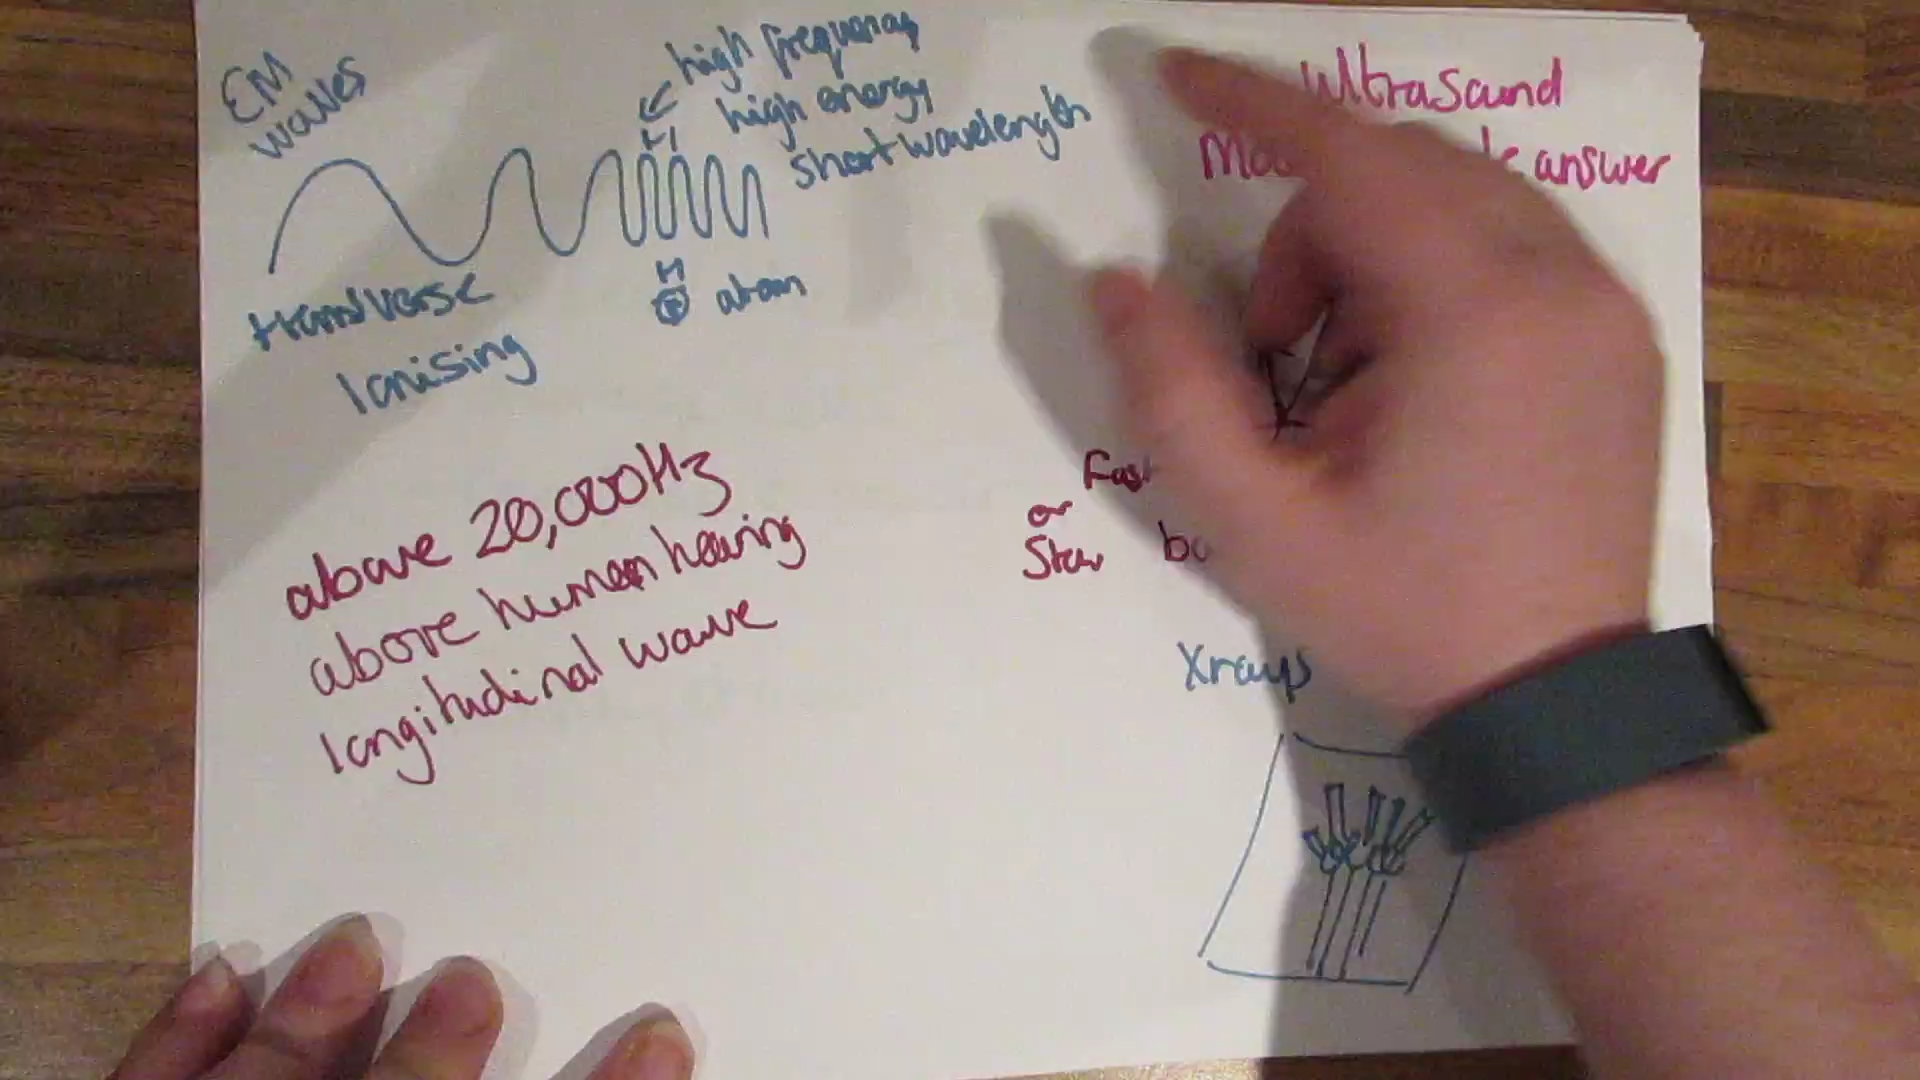 EM
waves
high frequency
high energy
short wavelength
transverse
atom
Ionising
Ultrasound
answer
above 20,000Hz
above human hearing
longitudinal wave
or
Xrays